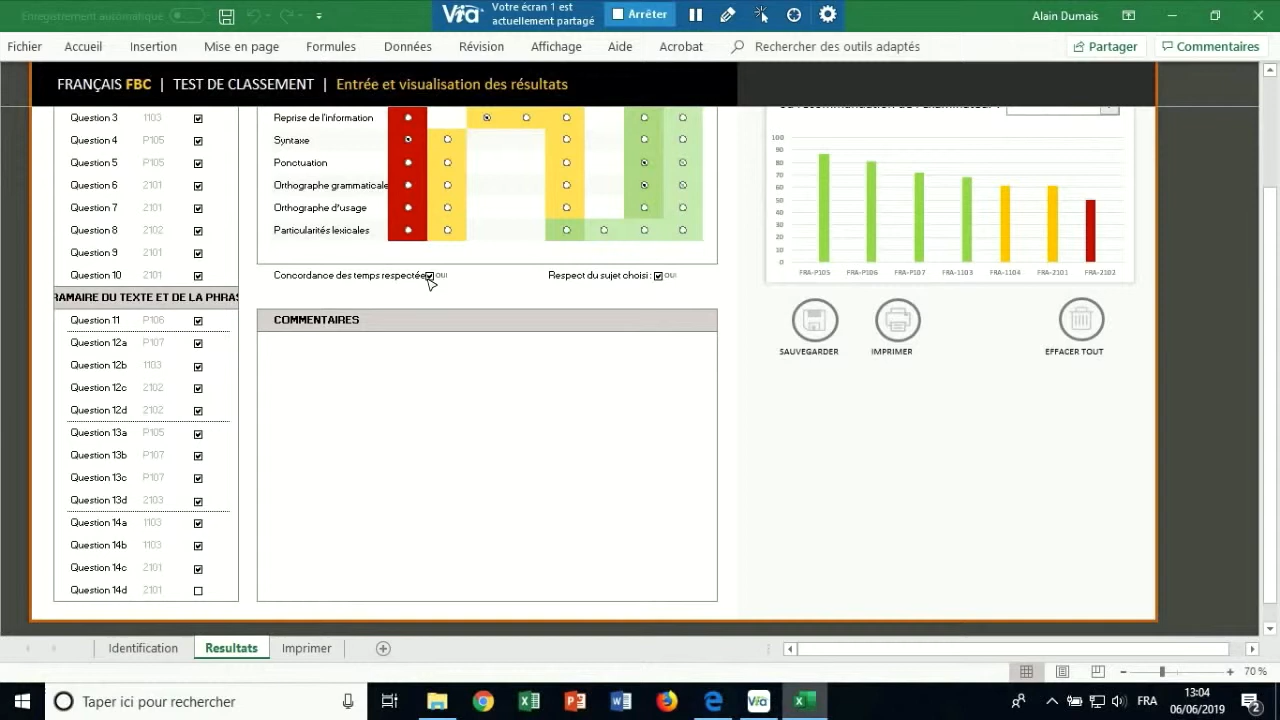 Enregistrement automatique
Vià
Votre écran 1 est
actuellement partagé
Arrêter
Alain Dumais
Fichier
Accueil
Insertion
Mise en page
Formules
Données
Révision
Affichage
Aide
Acrobat
Rechercher des outils adaptés
Partager
Commentaires
FRANÇAIS FBC | TEST DE CLASSEMENT | Entrée et visualisation des résultats
Question 3 1103
Question 4 P105
Question 5 P105
Question 6 2101
Question 7 2101
Question 8 2102
Question 9 2101
Question 10 2101
RAMAIRE DU TEXTE ET DE LA PHRAS
Question 11 P106
Question 12a P107
Question 12b 1103
Question 12c 2102
Question 12d 2102
Question 13a P105
Question 13b P107
Question 13c P107
Question 13d 2103
Question 14a 1103
Question 14b 1103
Question 14c 2101
Question 14d 2101
Reprise de l'information
Syntaxe
Ponctuation
Orthographe grammaticale
Orthographe d'usage
Particularités lexicales
Concordance des temps respectée OUI
Respect du sujet choisi : OUI
COMMENTAIRES
100
90
80
70
60
50
40
30
20
10
0
FRA-P105 FRA-P106 FRA-P107 FRA-1103 FRA-1104 FRA-2101 FRA-2102
SAUVEGARDER
IMPRIMER
EFFACER TOUT
Identification
Resultats
Imprimer
70 %
Taper ici pour rechercher
FRA
13:04
06/06/2019
2